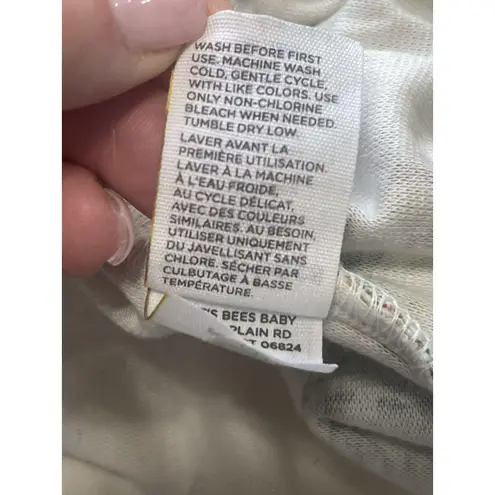 WASH BEFORE FIRST
USE. MACHINE WASH
COLD, GENTLE CYCLE,
WITH LIKE COLORS. USE
ONLY NON-CHLORINE
BLEACH WHEN NEEDED.
TUMBLE DRY LOW.
LAVER AVANT LA
PREMIÈRE UTILISATION.
LAVER À LA MACHINE
À L'EAU FROIDE,
AU CYCLE DÉLICAT,
AVEC DES COULEURS
SIMILAIRES. AU BESOIN,
UTILISER UNIQUEMENT
DU JAVELLISANT SANS
CHLORE. SÉCHER PAR
CULBUTAGE À BASSE
TEMPÉRATURE.
'S BEES BABY
PLAIN RD
06824